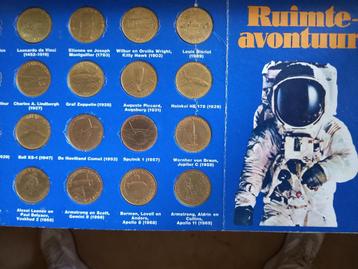 Ruimte-
avontuur
Leonardo da Vinci
(1452-1519)
Etienne en Joseph
Montgolfier (1783)
Wilbur en Orville Wright,
Kitty Hawk (1903)
Louis Blériot
(1909)
Charles A. Lindbergh
(1927)
Graf Zeppelin (1928)
Auguste Piccard,
Augsburg (1931)
Heinkel HE 178 (1939)
Bell XS-1 (1947)
De Havilland Comet (1952)
Sputnik 1 (1957)
Wernher von Braun,
Jupiter C (1958)
Alexei Leonov en
Paul Belyaev,
Voskhod 2 (1965)
Armstrong en Scott,
Gemini 8 (1966)
Borman, Lovell en
Anders,
Apollo 8 (1968)
Armstrong, Aldrin en
Collins,
Apollo 11 (1969)